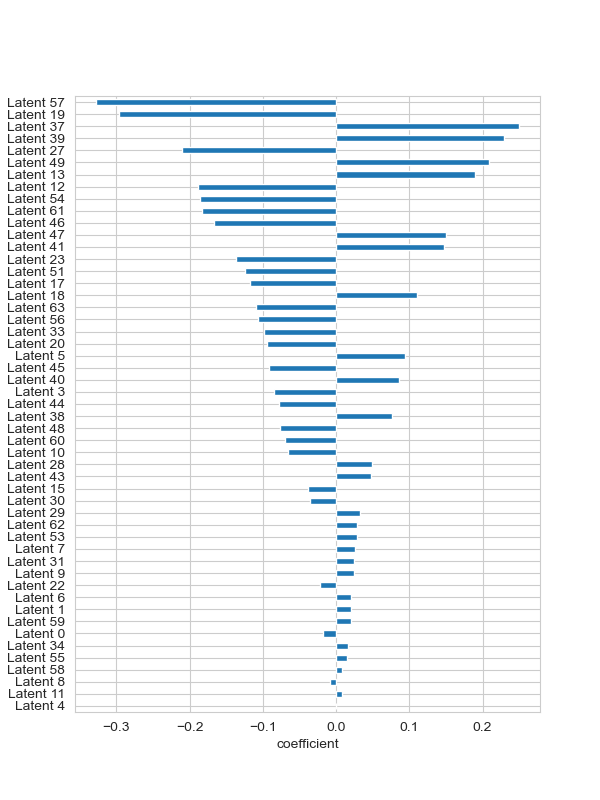 Latent 57
Latent 19
Latent 37
Latent 39
Latent 27
Latent 49
Latent 13
Latent 12
Latent 54
Latent 61
Latent 46
Latent 47
Latent 41
Latent 23
Latent 51
Latent 17
Latent 18
Latent 63
Latent 56
Latent 33
Latent 20
Latent 5
Latent 45
Latent 40
Latent 3
Latent 44
Latent 38
Latent 48
Latent 60
Latent 10
Latent 28
Latent 43
Latent 15
Latent 30
Latent 29
Latent 62
Latent 53
Latent 7
Latent 31
Latent 9
Latent 22
Latent 6
Latent 1
Latent 59
Latent 0
Latent 34
Latent 55
Latent 58
Latent 8
Latent 11
Latent 4
−0.3 −0.2 −0.1 0.0 0.1 0.2
coefficient